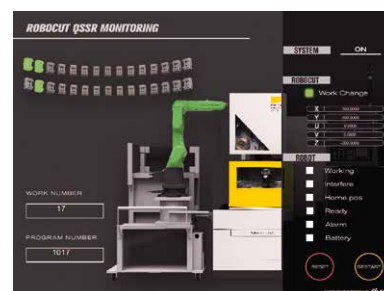 ROBOCUT QSSR MONITORING
SYSTEM ON
ROBOCUT
Work Change
X
Y
U
V
Z
ROBOT
Working
Interfere
Home pos
Ready
Alarm
Battery
WORK NUMBER
17
PROGRAM NUMBER
1017
RESET
RESTART